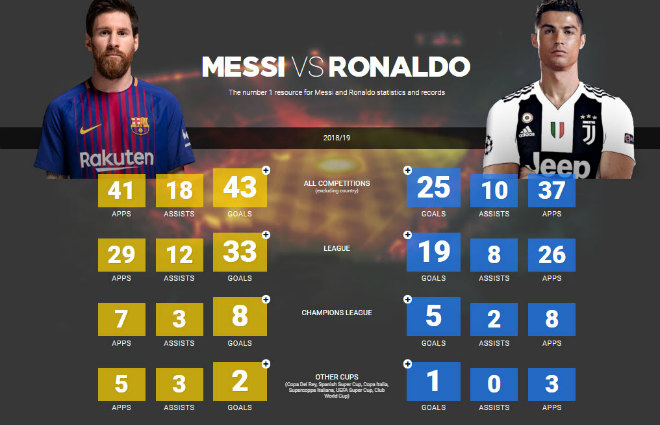 MESSI VS RONALDO
The number 1 resource for Messi and Ronaldo statistics and records
2018/19
Rakuten
adidas
Jeep
41 18 43 ALL COMPETITIONS 25 10 37
(excluding country)
APPS ASSISTS GOALS GOALS ASSISTS APPS
29 12 33 LEAGUE 19 8 26
APPS ASSISTS GOALS GOALS ASSISTS APPS
7 3 8 CHAMPIONS LEAGUE 5 2 8
APPS ASSISTS GOALS GOALS ASSISTS APPS
5 3 2 OTHER CUPS 1 0 3
(Copa Del Rey, Spanish Super Cup, Copa Italia,
Supercoppa Italiana, UEFA Super Cup, Club
World Cup)
APPS ASSISTS GOALS GOALS ASSISTS APPS